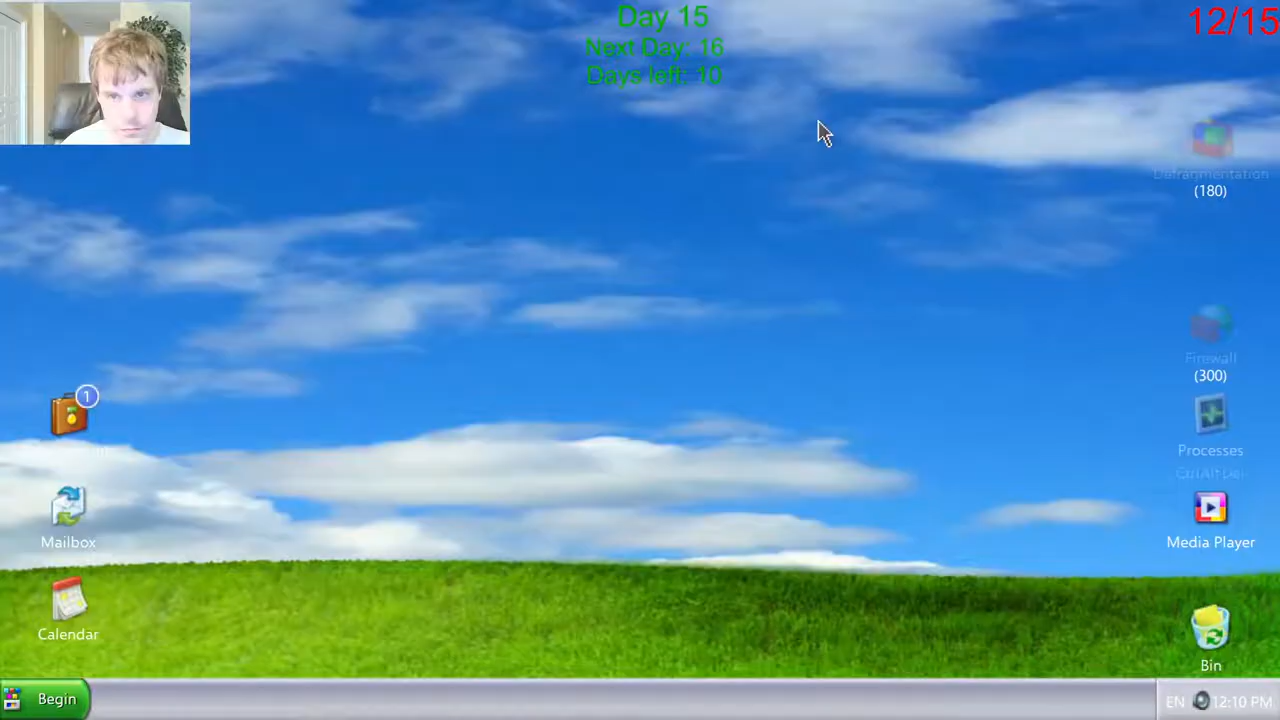 Day 15
Next Day: 16
Days left: 10
12/15
Defragmentation
(180)
Firewall
(300)
1
Processes
Ctrl Alt Del
Mailbox
Media Player
Calendar
Bin
Begin
EN 12:10 PM